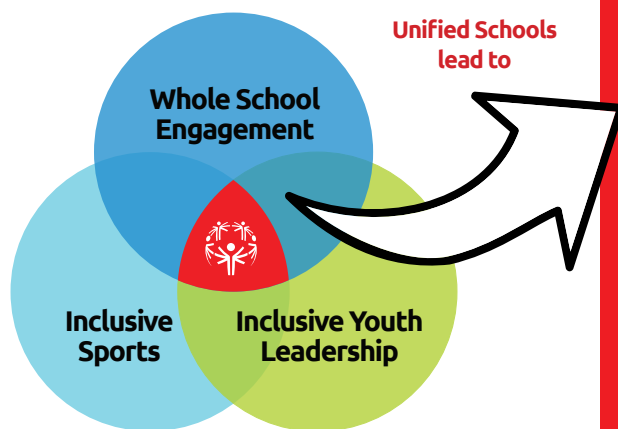 Unified Schools
lead to
Whole School
Engagement
Inclusive
Sports
Inclusive Youth
Leadership